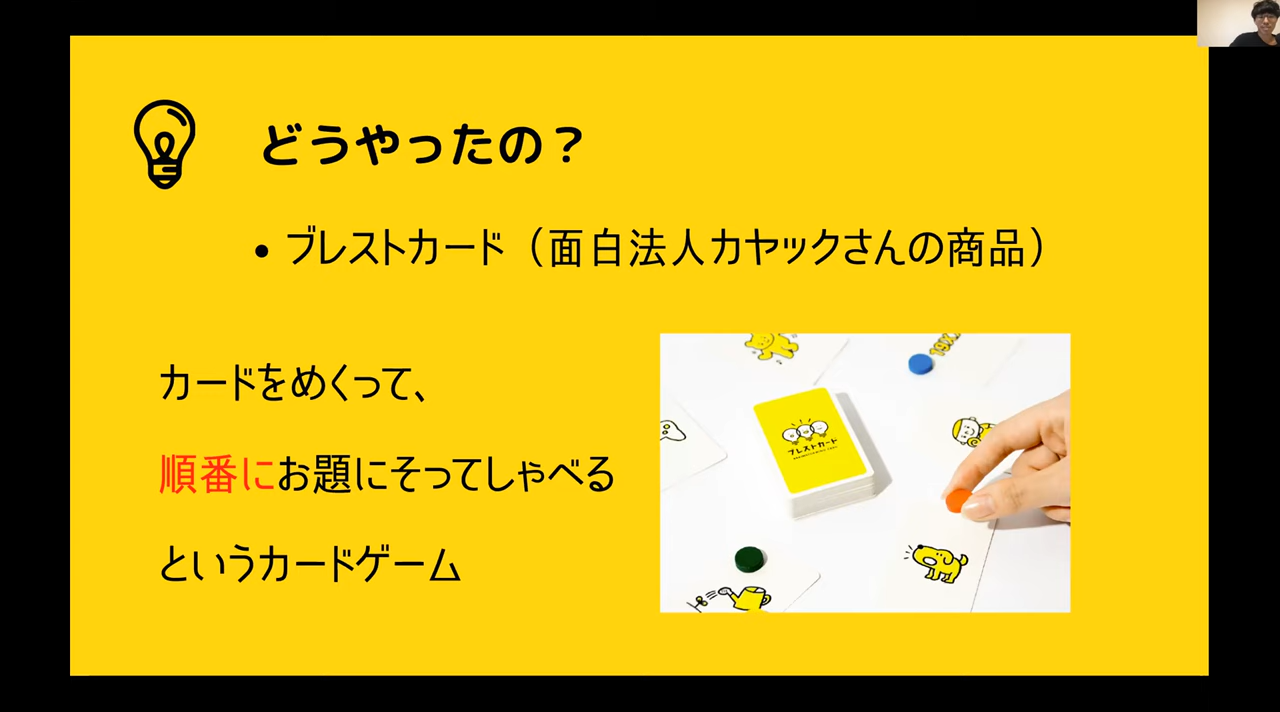 どうやったの？
• ブレストカード（面白法人カヤックさんの商品）
カードをめくって、
順番にお題にそってしゃべる
というカードゲーム
ブレストカード